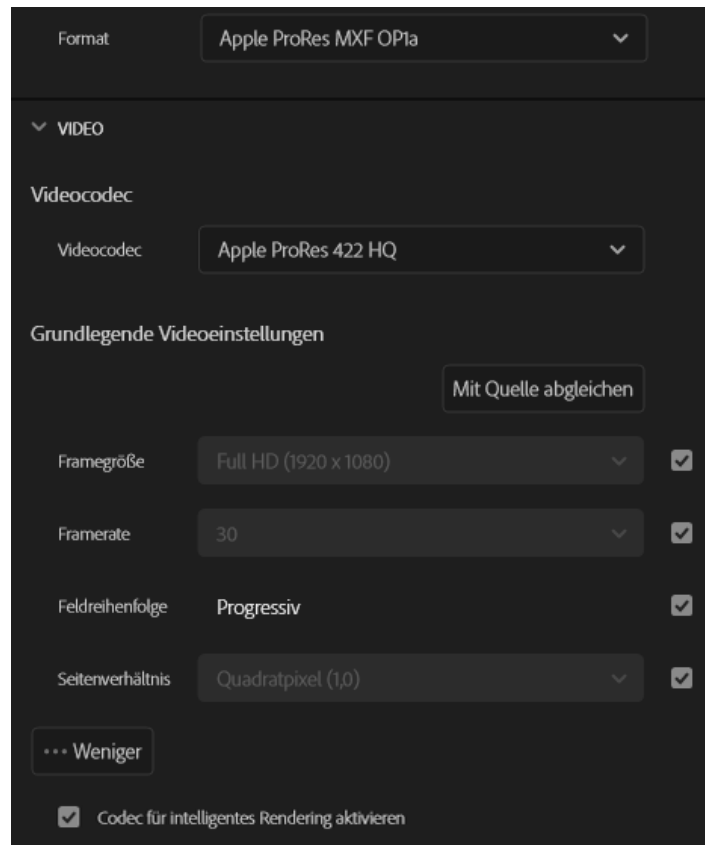 Format Apple ProRes MXF OP1a
VIDEO
Videocodec
Videocodec Apple ProRes 422 HQ
Grundlegende Videoeinstellungen
Mit Quelle abgleichen
Framegröße Full HD (1920 x 1080)
Framerate 30
Feldreihenfolge Progressiv
Seitenverhältnis Quadratpixel (1,0)
··· Weniger
Codec für intelligentes Rendering aktivieren